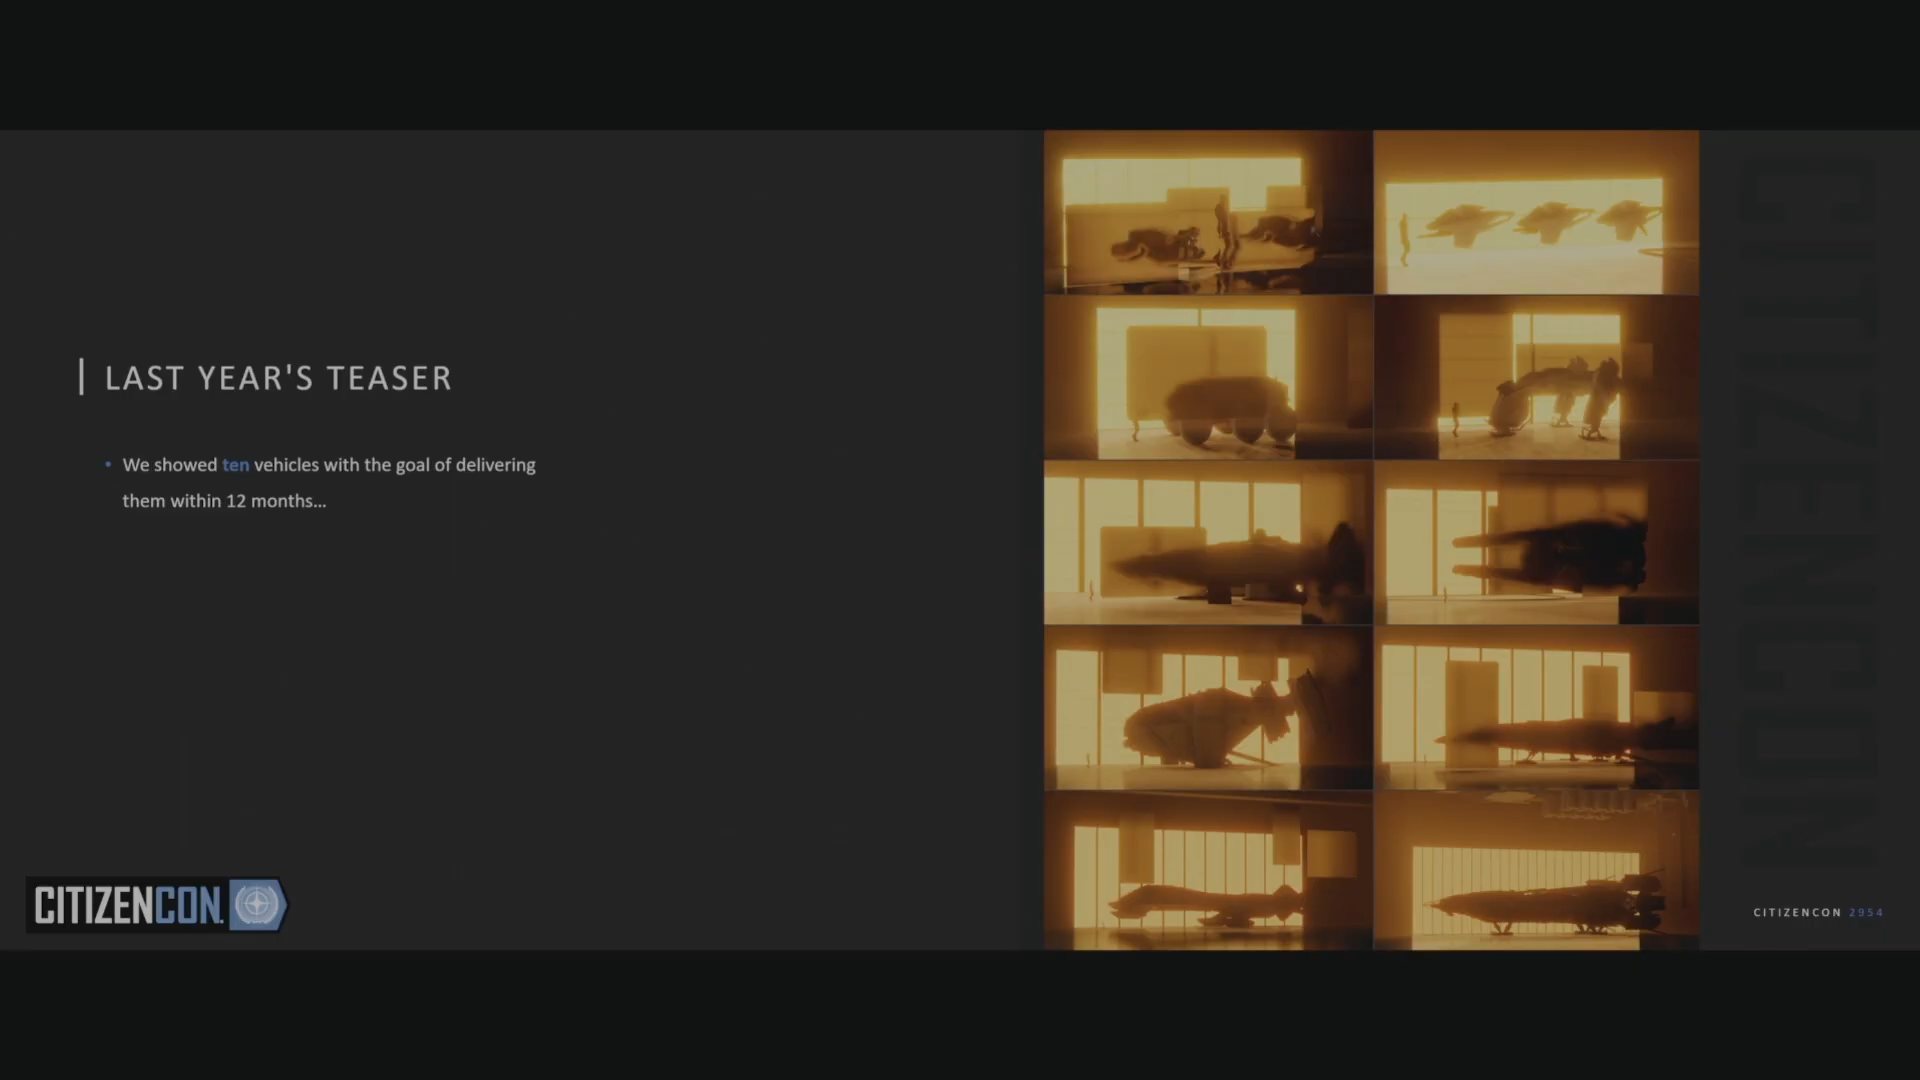 LAST YEAR'S TEASER
• We showed ten vehicles with the goal of delivering
them within 12 months...
CITIZENCON
CITIZENCON.
CITIZENCON 2954